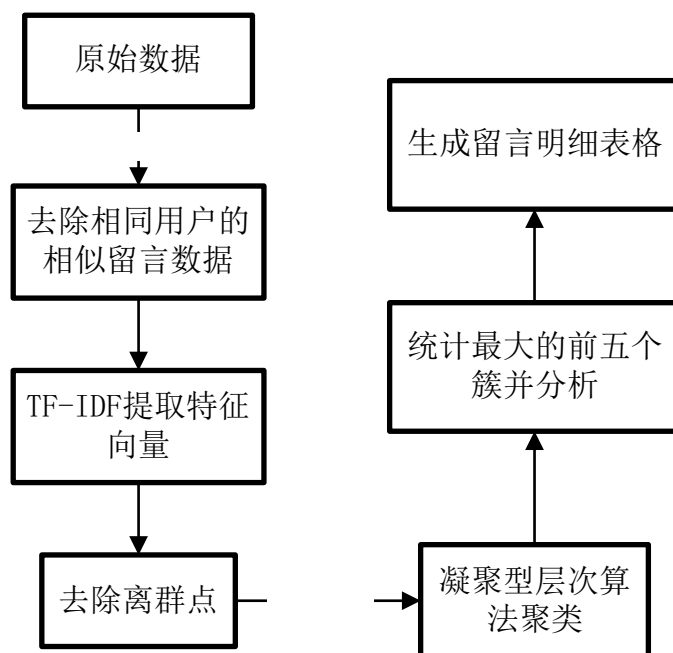 原始数据
去除相同用户的
相似留言数据
TF-IDF提取特征
向量
去除离群点
凝聚型层次算
法聚类
统计最大的前五个
簇并分析
生成留言明细表格